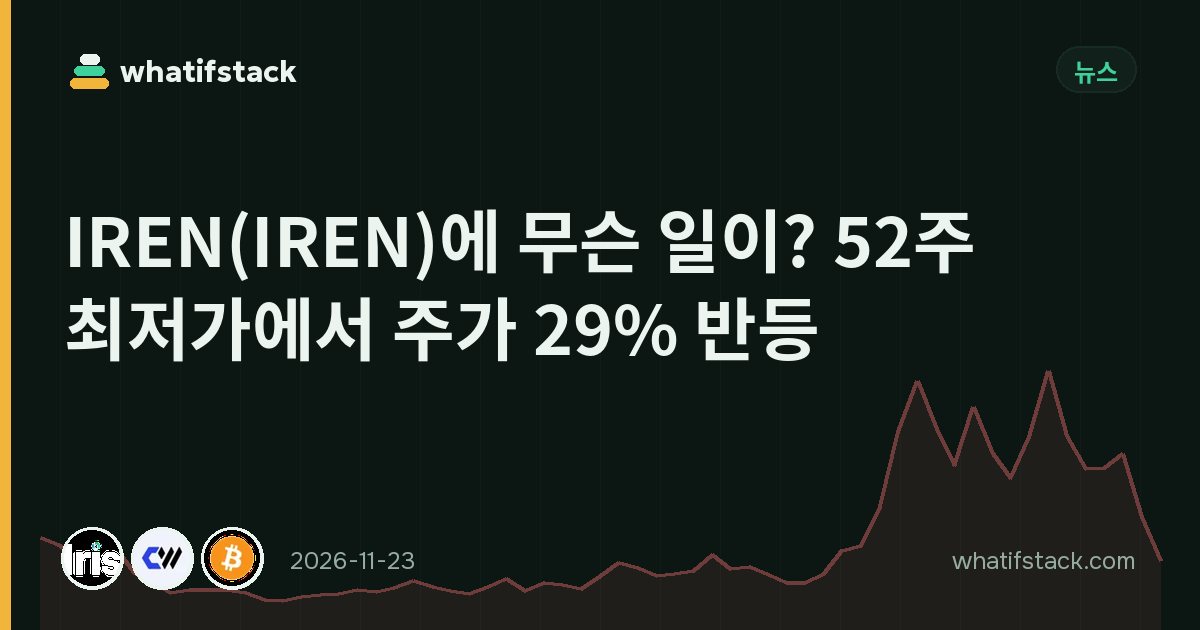 whatifstack
뉴스
IREN(IREN)에 무슨 일이? 52주
최저가에서 주가 29% 반등
Iris
CW
2026-11-23
whatifstack.com